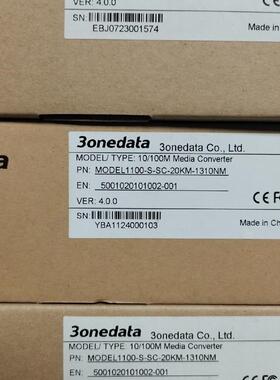 VER: 4.0.0
SN:
EBJ0723001574
Made in
3onedata 3onedata Co., Ltd.
MODEL/ TYPE: 10/100M Media Converter
PN: MODEL1100-S-SC-20KM-1310NM
EN: 5001020101002-001
VER: 4.0.0
CE
SN:
YBA1124000103
Made in Ch
3onedata 3onedata Co., Ltd.
MODEL/ TYPE: 10/100M Media Converter
PN: MODEL1100-S-SC-20KM-1310NM
EN: 5001020101002-001